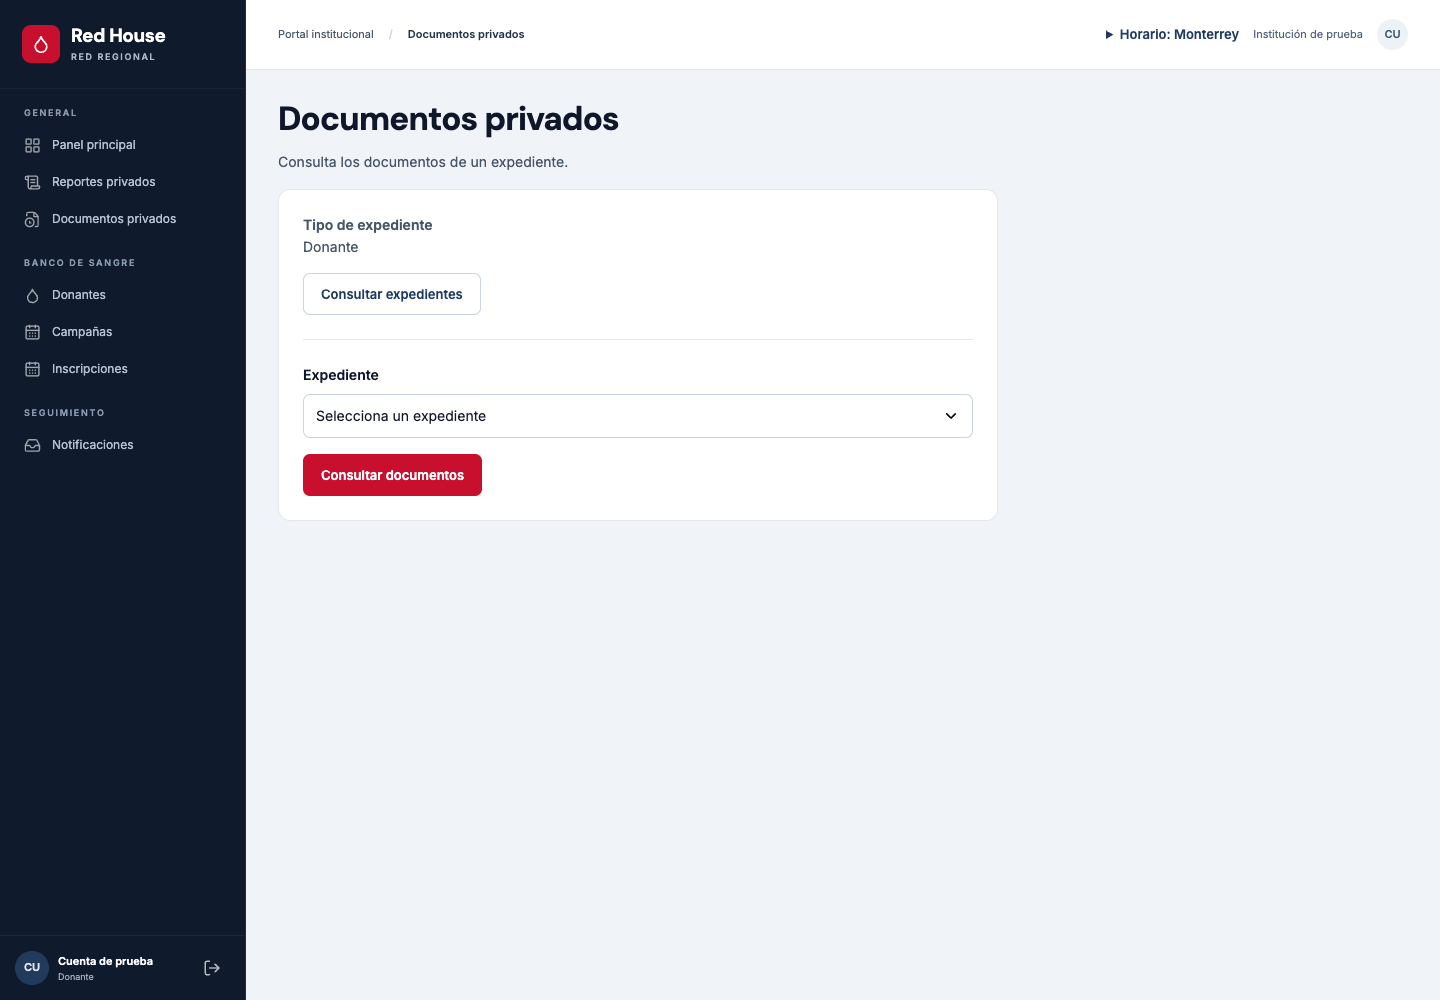 Red House
RED REGIONAL
GENERAL
Panel principal
Reportes privados
Documentos privados
BANCO DE SANGRE
Donantes
Campañas
Inscripciones
SEGUIMIENTO
Notificaciones
CU
Cuenta de prueba
Donante
Portal institucional / Documentos privados
Horario: Monterrey
Institución de prueba
CU
Documentos privados
Consulta los documentos de un expediente.
Tipo de expediente
Donante
Consultar expedientes
Expediente
Selecciona un expediente
Consultar documentos